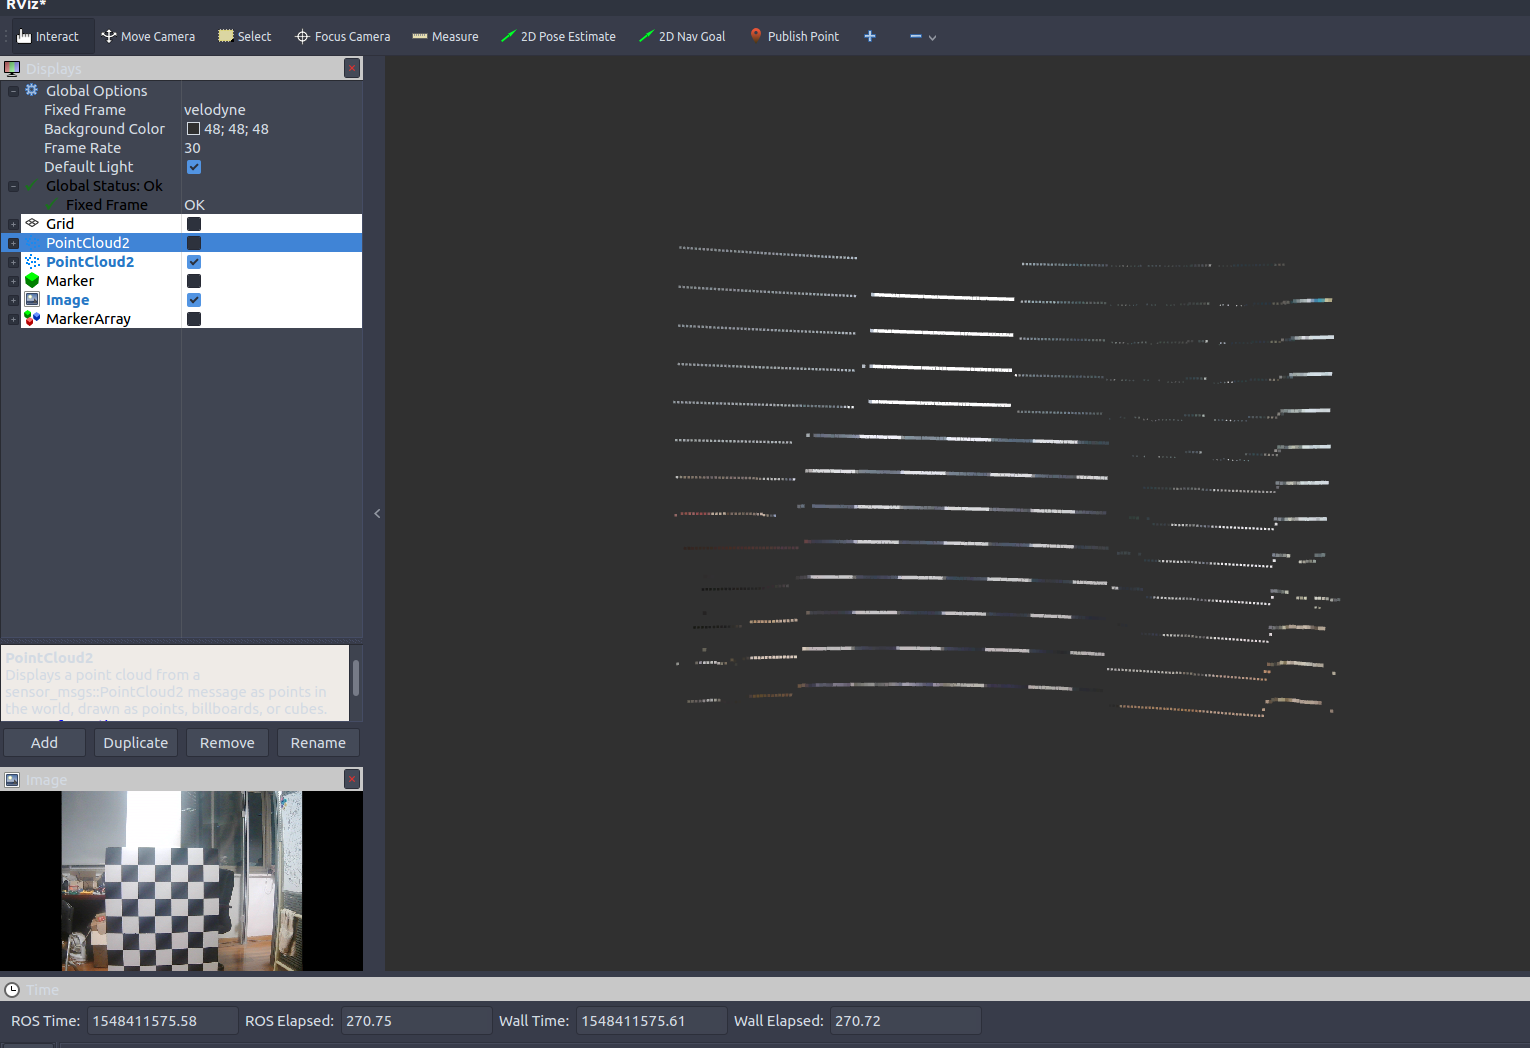 RViz*
Interact Move Camera Select Focus Camera Measure 2D Pose Estimate 2D Nav Goal Publish Point
Displays
Global Options
Fixed Frame velodyne
Background Color 48; 48; 48
Frame Rate 30
Default Light
Global Status: Ok
Fixed Frame OK
Grid
PointCloud2
PointCloud2
Marker
Image
MarkerArray
PointCloud2
Displays a point cloud from a
sensor_msgs::PointCloud2 message as points in
the world, drawn as points, billboards, or cubes.
Add Duplicate Remove Rename
Image
Time
ROS Time: 1548411575.58 ROS Elapsed: 270.75 Wall Time: 1548411575.61 Wall Elapsed: 270.72